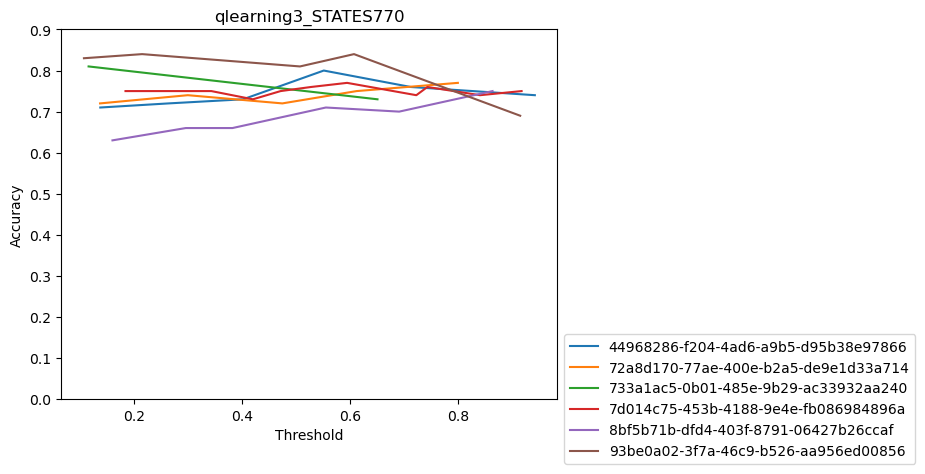 qlearning3_STATES770
Accuracy
0.9
0.8
0.7
0.6
0.5
0.4
0.3
0.2
0.1
0.0
0.2 0.4 0.6 0.8
Threshold
44968286-f204-4ad6-a9b5-d95b38e97866
72a8d170-77ae-400e-b2a5-de9e1d33a714
733a1ac5-0b01-485e-9b29-ac33932aa240
7d014c75-453b-4188-9e4e-fb086984896a
8bf5b71b-dfd4-403f-8791-06427b26ccaf
93be0a02-3f7a-46c9-b526-aa956ed00856